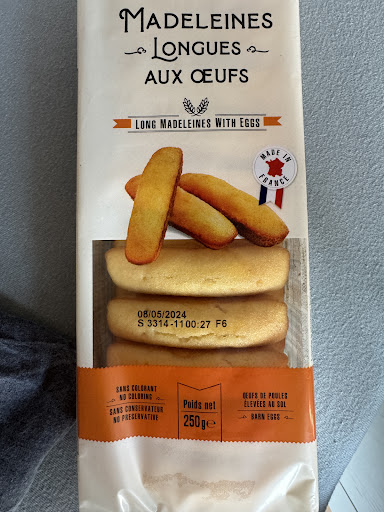 MADELEINES
LONGUES
AUX ŒUFS
LONG MADELEINES WITH EGGS
MADE IN
FRANCE
08/05/2024
S 3314-1100:27 F6
SANS COLORANT
NO COLORING
SANS CONSERVATEUR
NO PRESERVATIVE
Poids net
250g℮
ŒUFS DE POULES
ÉLEVÉES AU SOL
BARN EGGS